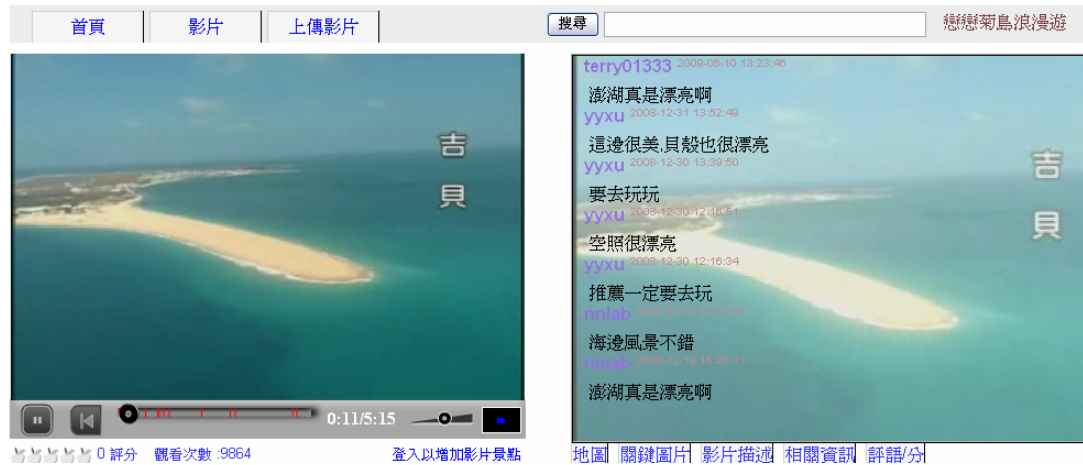 首頁 影片 上傳影片 搜尋 戀戀菊島浪漫遊
吉
貝
0:11/5:15
0 評分 觀看次數 :9864 登入以增加影片景點
terry01333 2009-06-10 13:23:46
澎湖真是漂亮啊
yyxu 2008-12-31 13:52:49
這邊很美,貝殼也很漂亮
yyxu 2008-12-30 13:39:50
要去玩玩
yyxu 2008-12-30 12:16:51
空照很漂亮
yyxu 2008-12-30 12:16:34
推薦一定要去玩
nnlab
海邊風景不錯
nnlab 2008-12-19 16:26:31
澎湖真是漂亮啊
吉
貝
地圖 關鍵圖片 影片描述 相關資訊 評語/分